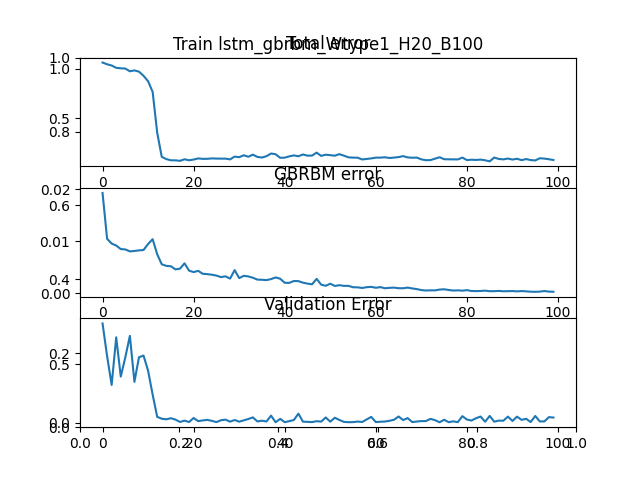 Train lstm_gbrbm_Wtype1_H20_B100
Total error
1.0
1.0
0.5
0.8
0 20 40 60 80 100
GBRBM error
0.02
0.6
0.01
0.4
0.00
0 20 40 60 80 100
Validation Error
0.2
0.5
0.0
0.0
0.0 0 0.2 20 0.4 40 0.6 60 80 0.8 100 1.0